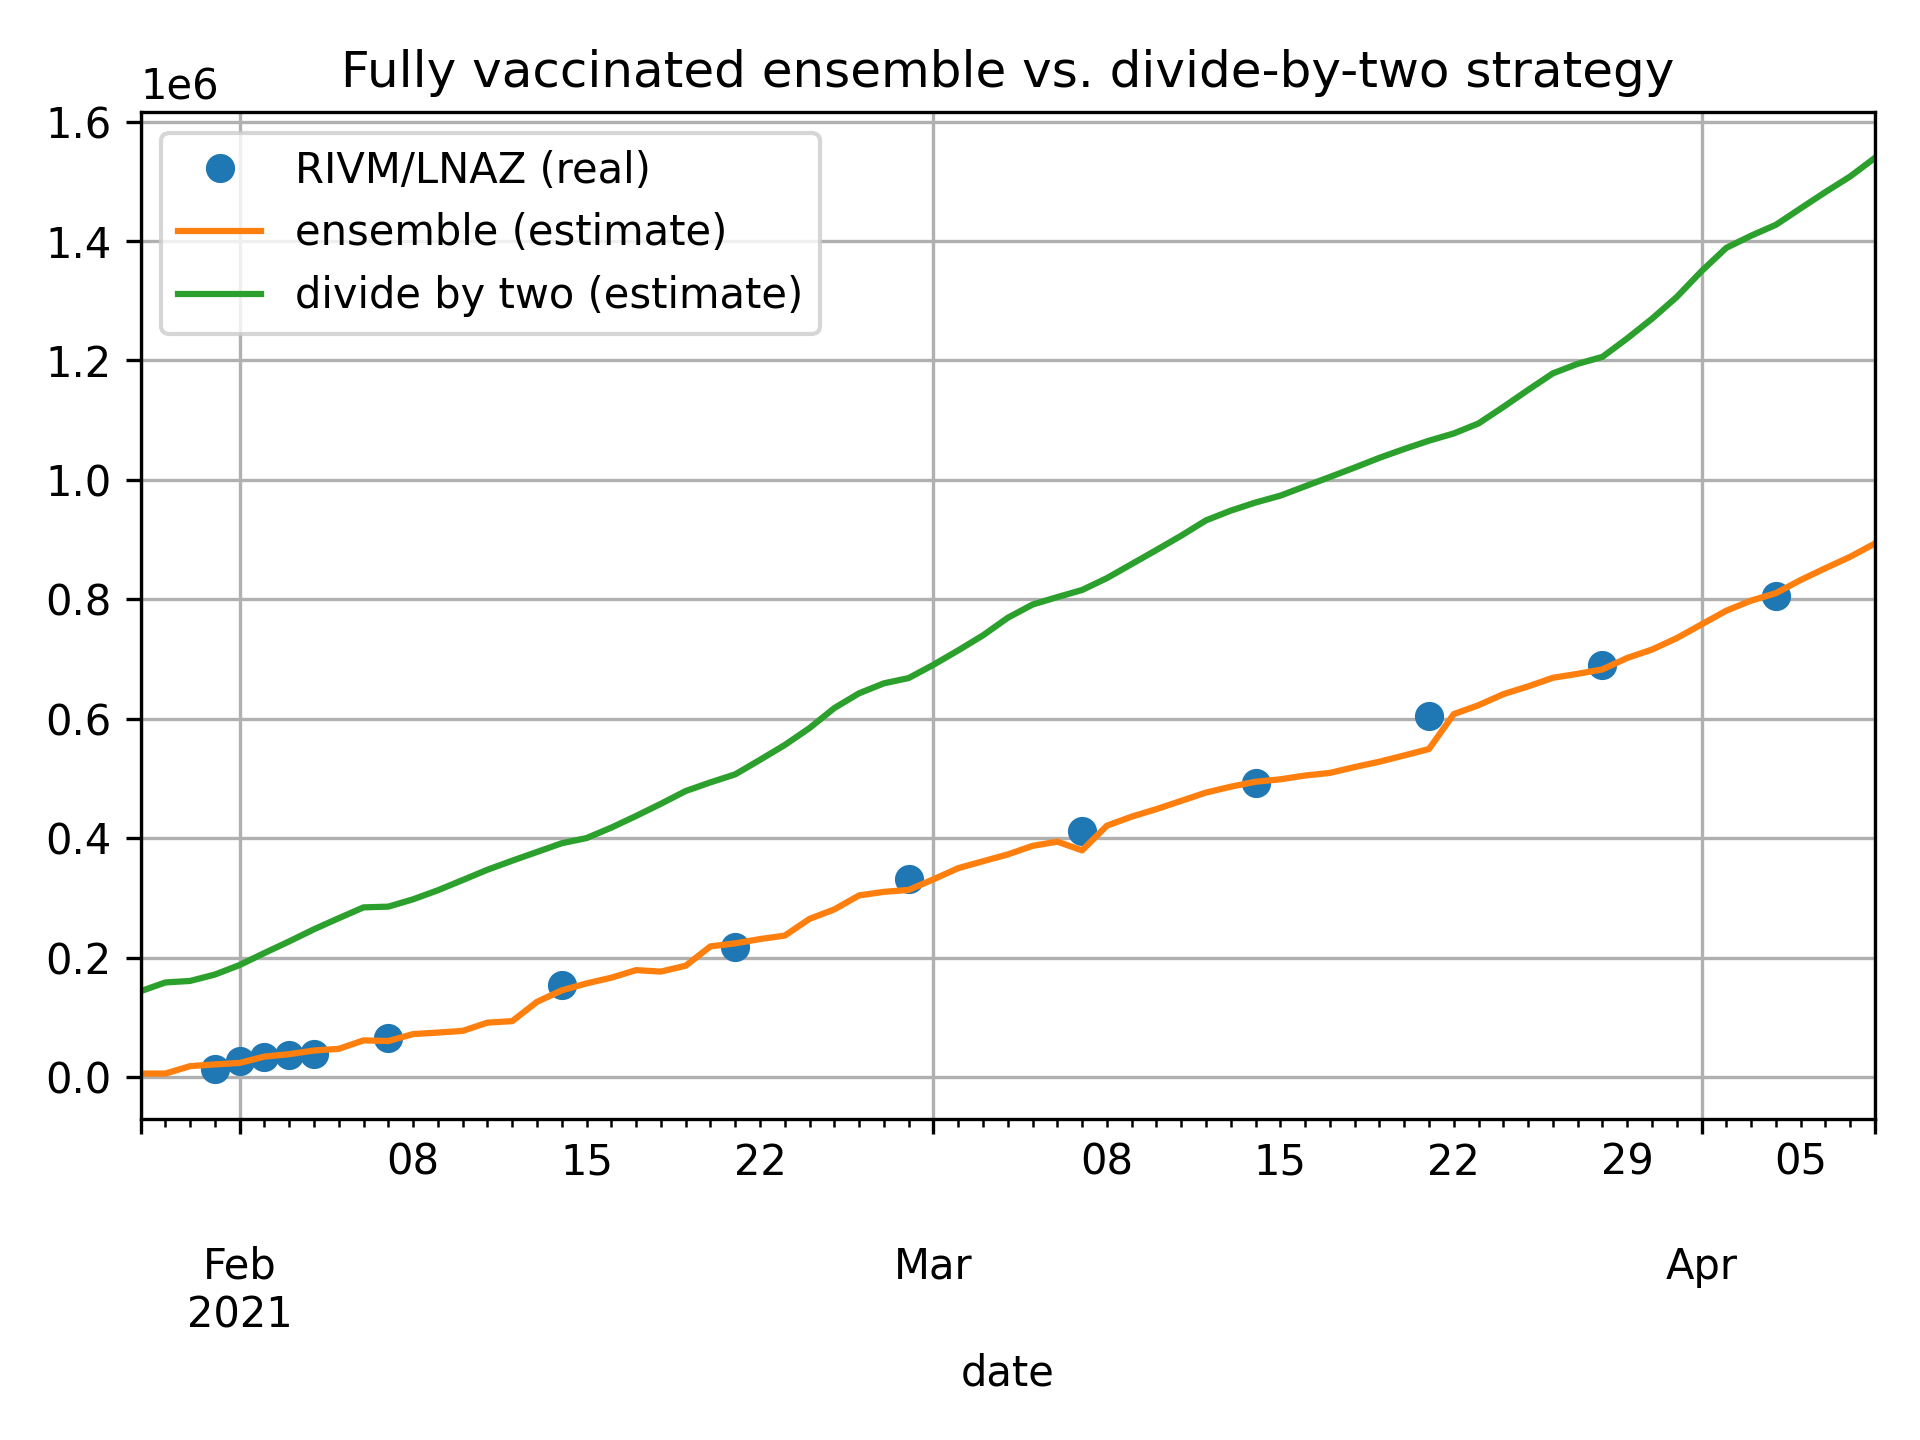 Fully vaccinated ensemble vs. divide-by-two strategy
1e6
1.6
1.4
1.2
1.0
0.8
0.6
0.4
0.2
0.0
RIVM/LNAZ (real)
ensemble (estimate)
divide by two (estimate)
08 15 22 08 15 22 29 05
Feb Mar Apr
2021
date